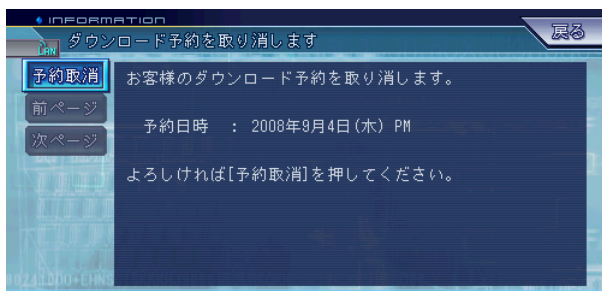 INFORMATION
LAN
ダウンロード予約を取り消します
戻る
予約取消
お客様のダウンロード予約を取り消します。
前ページ
予約日時 : 2008年9月4日(木) PM
次ページ
よろしければ[予約取消]を押してください。